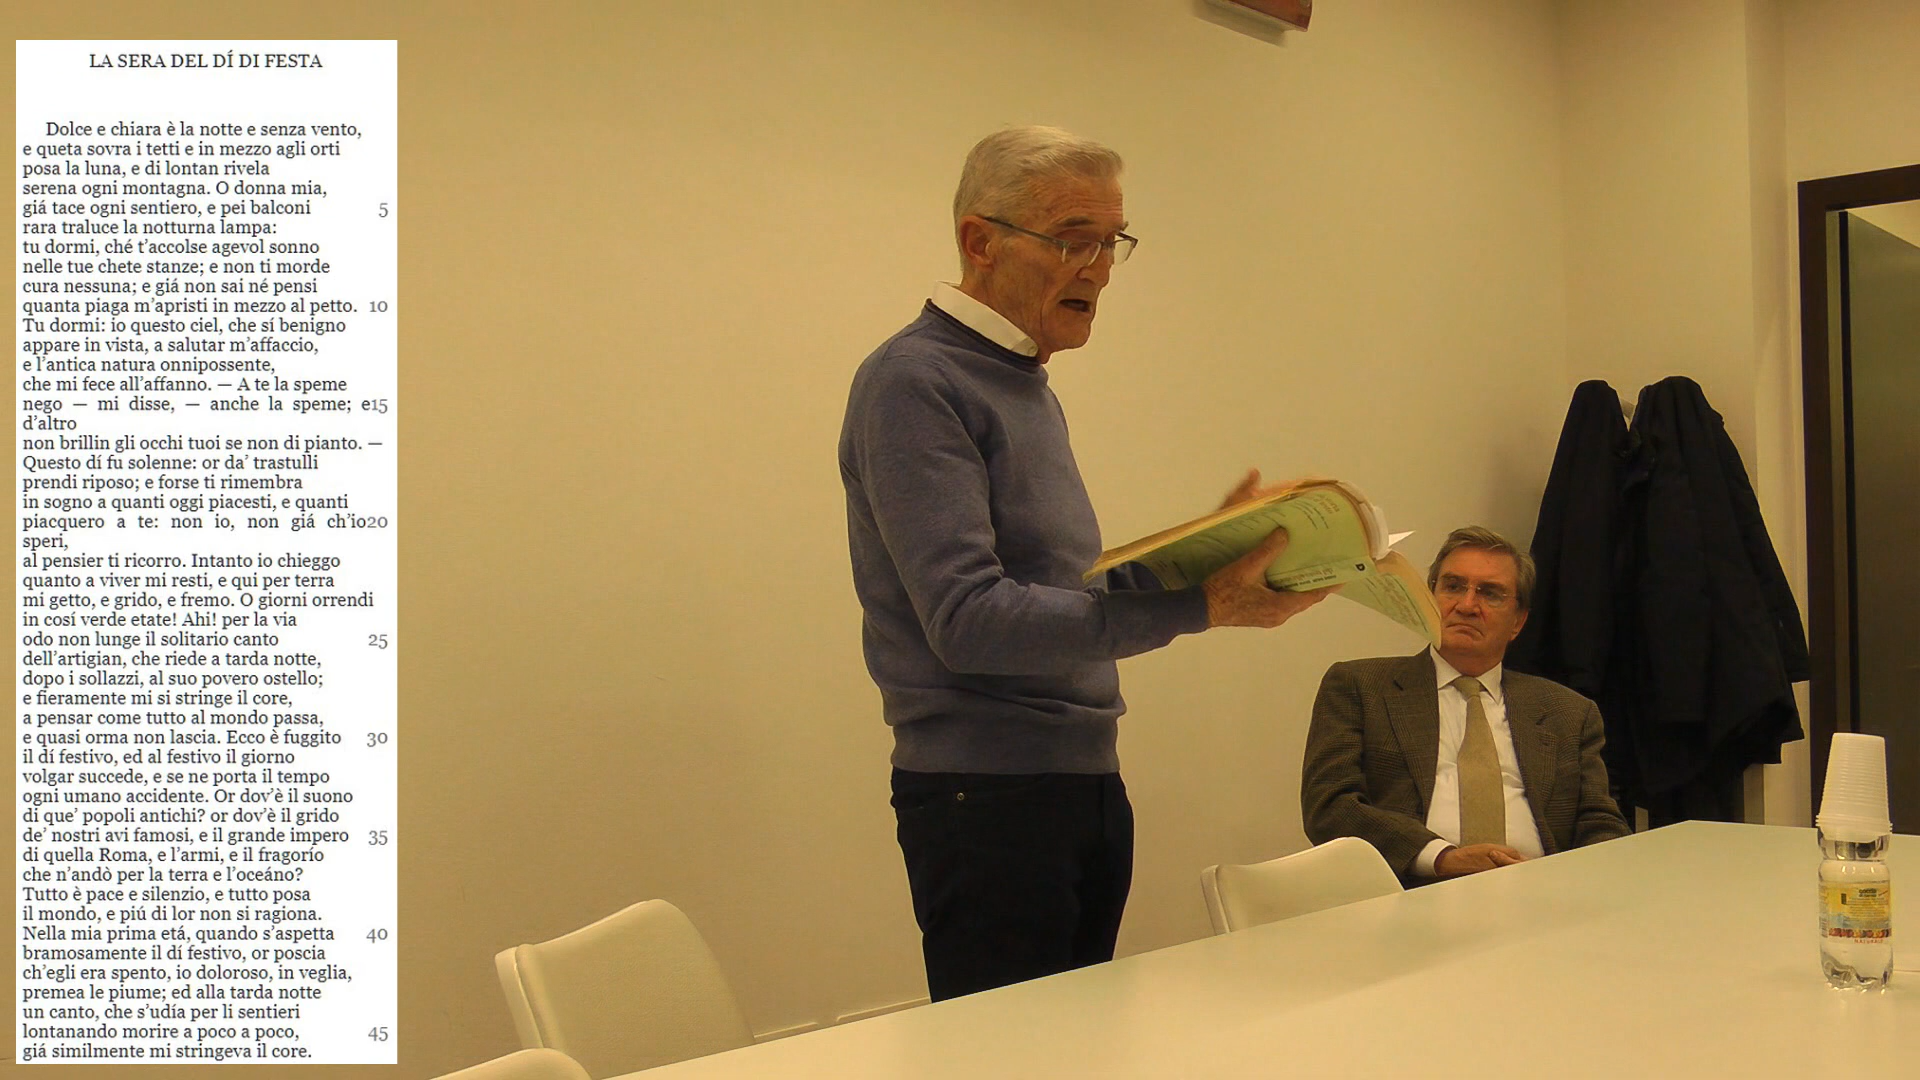 LA SERA DEL DÍ DI FESTA
Dolce e chiara è la notte e senza vento,
e queta sovra i tetti e in mezzo agli orti
posa la luna, e di lontan rivela
serena ogni montagna. O donna mia,
giá tace ogni sentiero, e pei balconi 5
rara traluce la notturna lampa:
tu dormi, ché t’accolse agevol sonno
nelle tue chete stanze; e non ti morde
cura nessuna; e giá non sai né pensi
quanta piaga m’apristi in mezzo al petto. 10
Tu dormi: io questo ciel, che sí benigno
appare in vista, a salutar m’affaccio,
e l’antica natura onnipossente,
che mi fece all’affanno. — A te la speme
nego — mi disse, — anche la speme; e15
d’altro
non brillin gli occhi tuoi se non di pianto. —
Questo dí fu solenne: or da’ trastulli
prendi riposo; e forse ti rimembra
in sogno a quanti oggi piacesti, e quanti
piacquero a te: non io, non giá ch’io20
speri,
al pensier ti ricorro. Intanto io chieggo
quanto a viver mi resti, e qui per terra
mi getto, e grido, e fremo. O giorni orrendi
in cosí verde etate! Ahi! per la via
odo non lunge il solitario canto 25
dell’artigian, che riede a tarda notte,
dopo i sollazzi, al suo povero ostello;
e fieramente mi si stringe il core,
a pensar come tutto al mondo passa,
e quasi orma non lascia. Ecco è fuggito 30
il dí festivo, ed al festivo il giorno
volgar succede, e se ne porta il tempo
ogni umano accidente. Or dov’è il suono
di que’ popoli antichi? or dov’è il grido
de’ nostri avi famosi, e il grande impero 35
di quella Roma, e l’armi, e il fragorío
che n’andò per la terra e l’oceáno?
Tutto è pace e silenzio, e tutto posa
il mondo, e piú di lor non si ragiona.
Nella mia prima etá, quando s’aspetta 40
bramosamente il dí festivo, or poscia
ch’egli era spento, io doloroso, in veglia,
premea le piume; ed alla tarda notte
un canto, che s’udía per li sentieri
lontanando morire a poco a poco, 45
giá similmente mi stringeva il core.
NATURALE